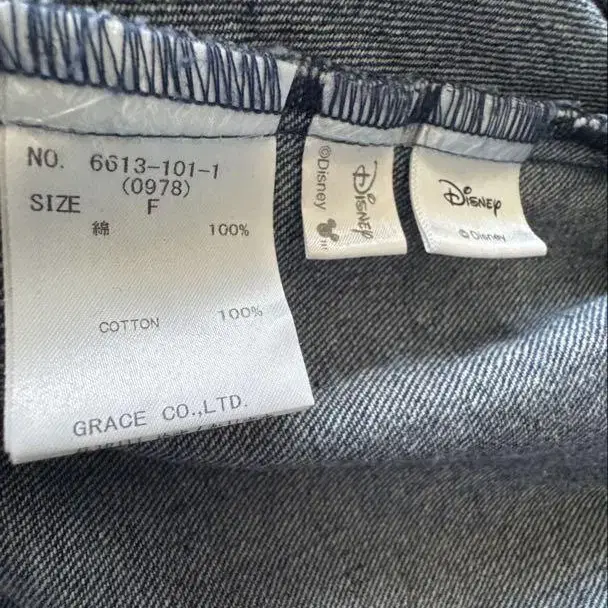 NO. 6613-101-1
(0978)
SIZE F
綿 100%
COTTON 100%
GRACE CO.,LTD.
©Disney
Disney
Disney
©Disney